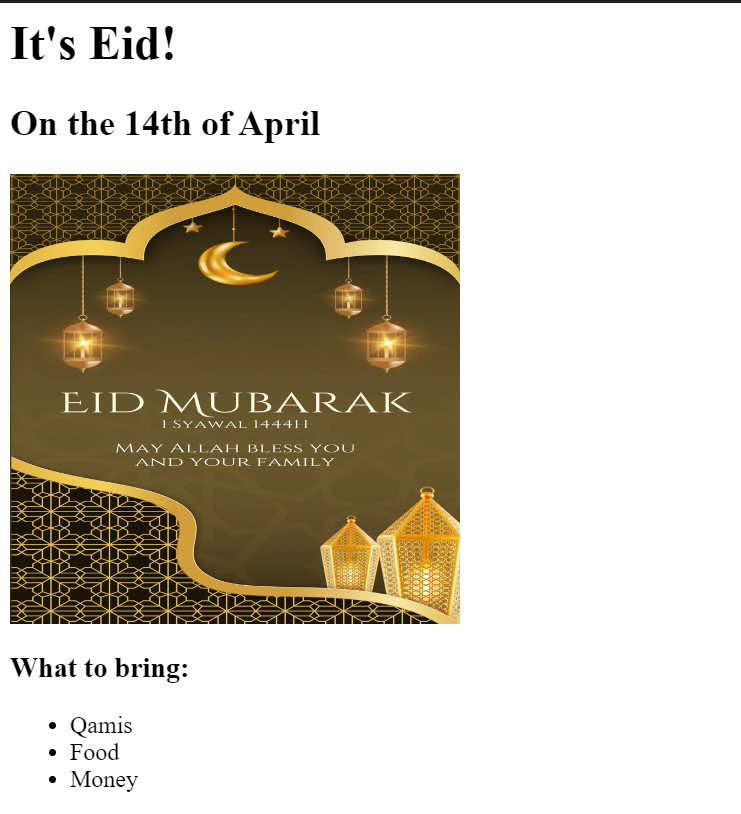 It's Eid!
On the 14th of April
Eid Mubarak
1 Syawal 1444H
May Allah bless you
and your family
What to bring:
Qamis
Food
Money